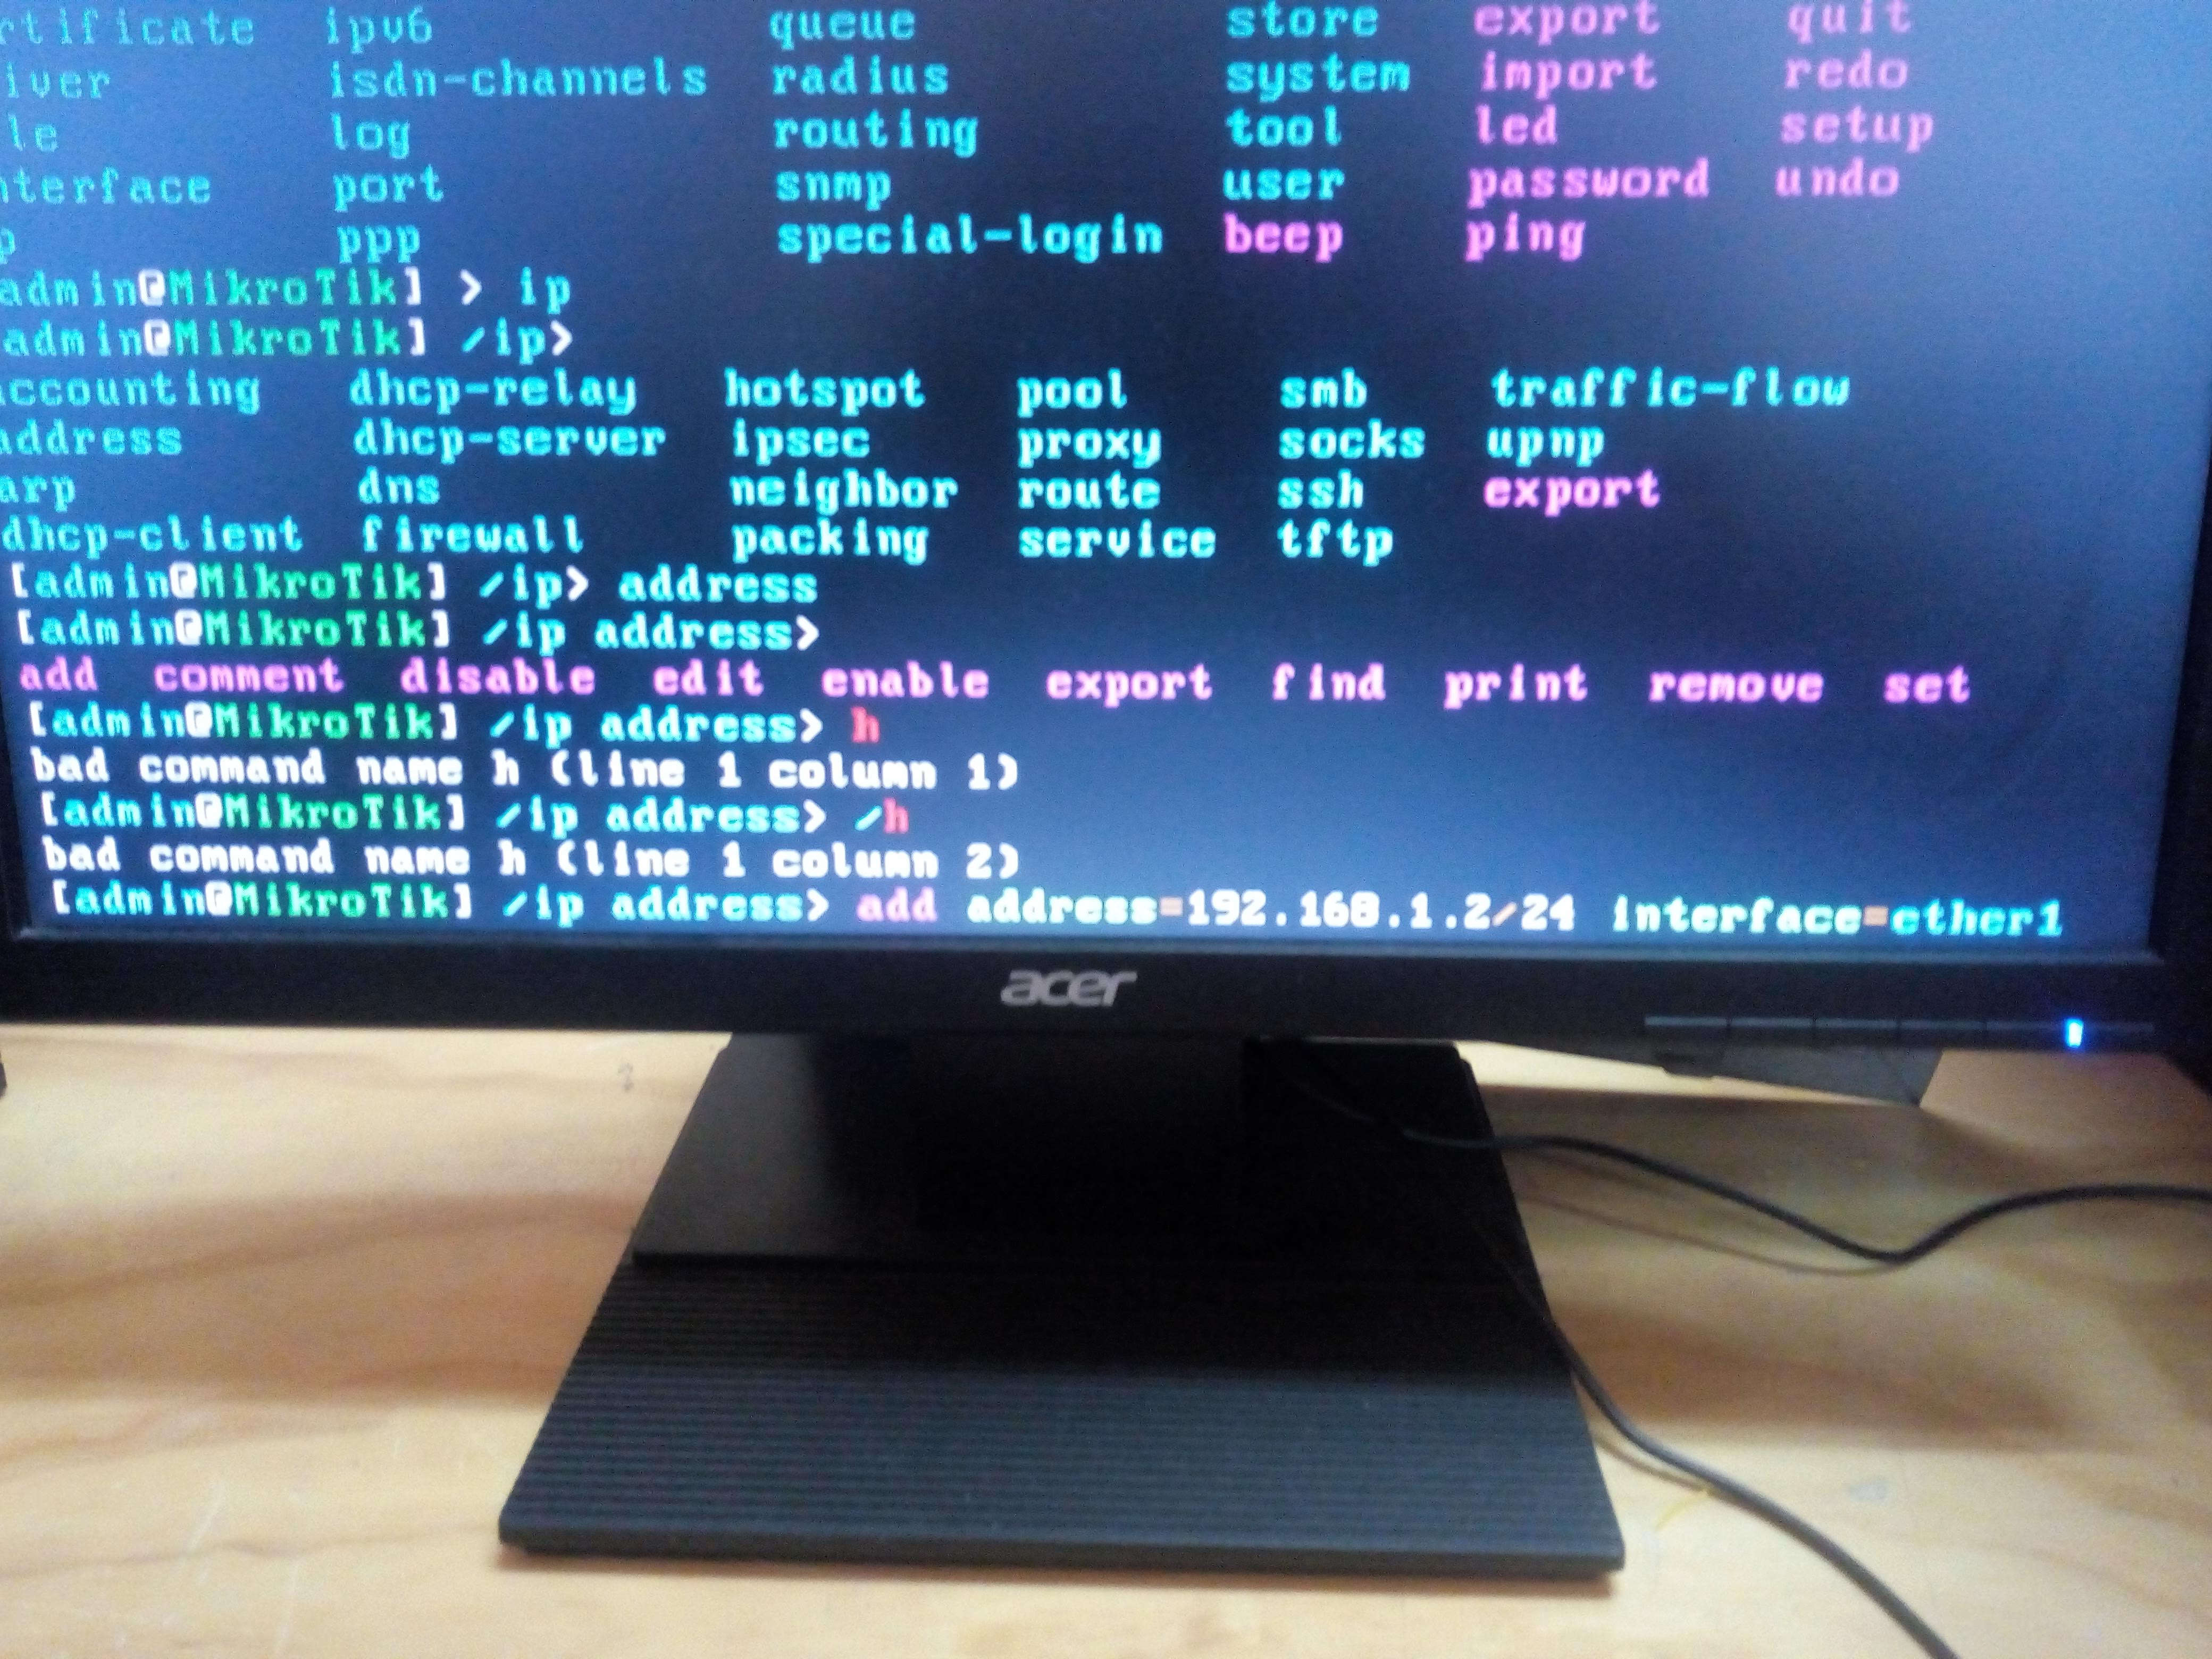 rtificate ipv6 queue store export quit
iver isdn-channels radius system import redo
le log routing tool led setup
nterface port snmp user password undo
p ppp special-login beep ping
admin@MikroTik] > ip
admin@MikroTik] /ip>
accounting dhcp-relay hotspot pool smb traffic-flow
address dhcp-server ipsec proxy socks upnp
arp dns neighbor route ssh export
dhcp-client firewall packing service tftp
[admin@MikroTik] /ip> address
[admin@MikroTik] /ip address>
add comment disable edit enable export find print remove set
[admin@MikroTik] /ip address> h
bad command name h (line 1 column 1)
[admin@MikroTik] /ip address> /h
bad command name h (line 1 column 2)
[admin@MikroTik] /ip address> add address=192.168.1.2/24 interface=ether1
acer